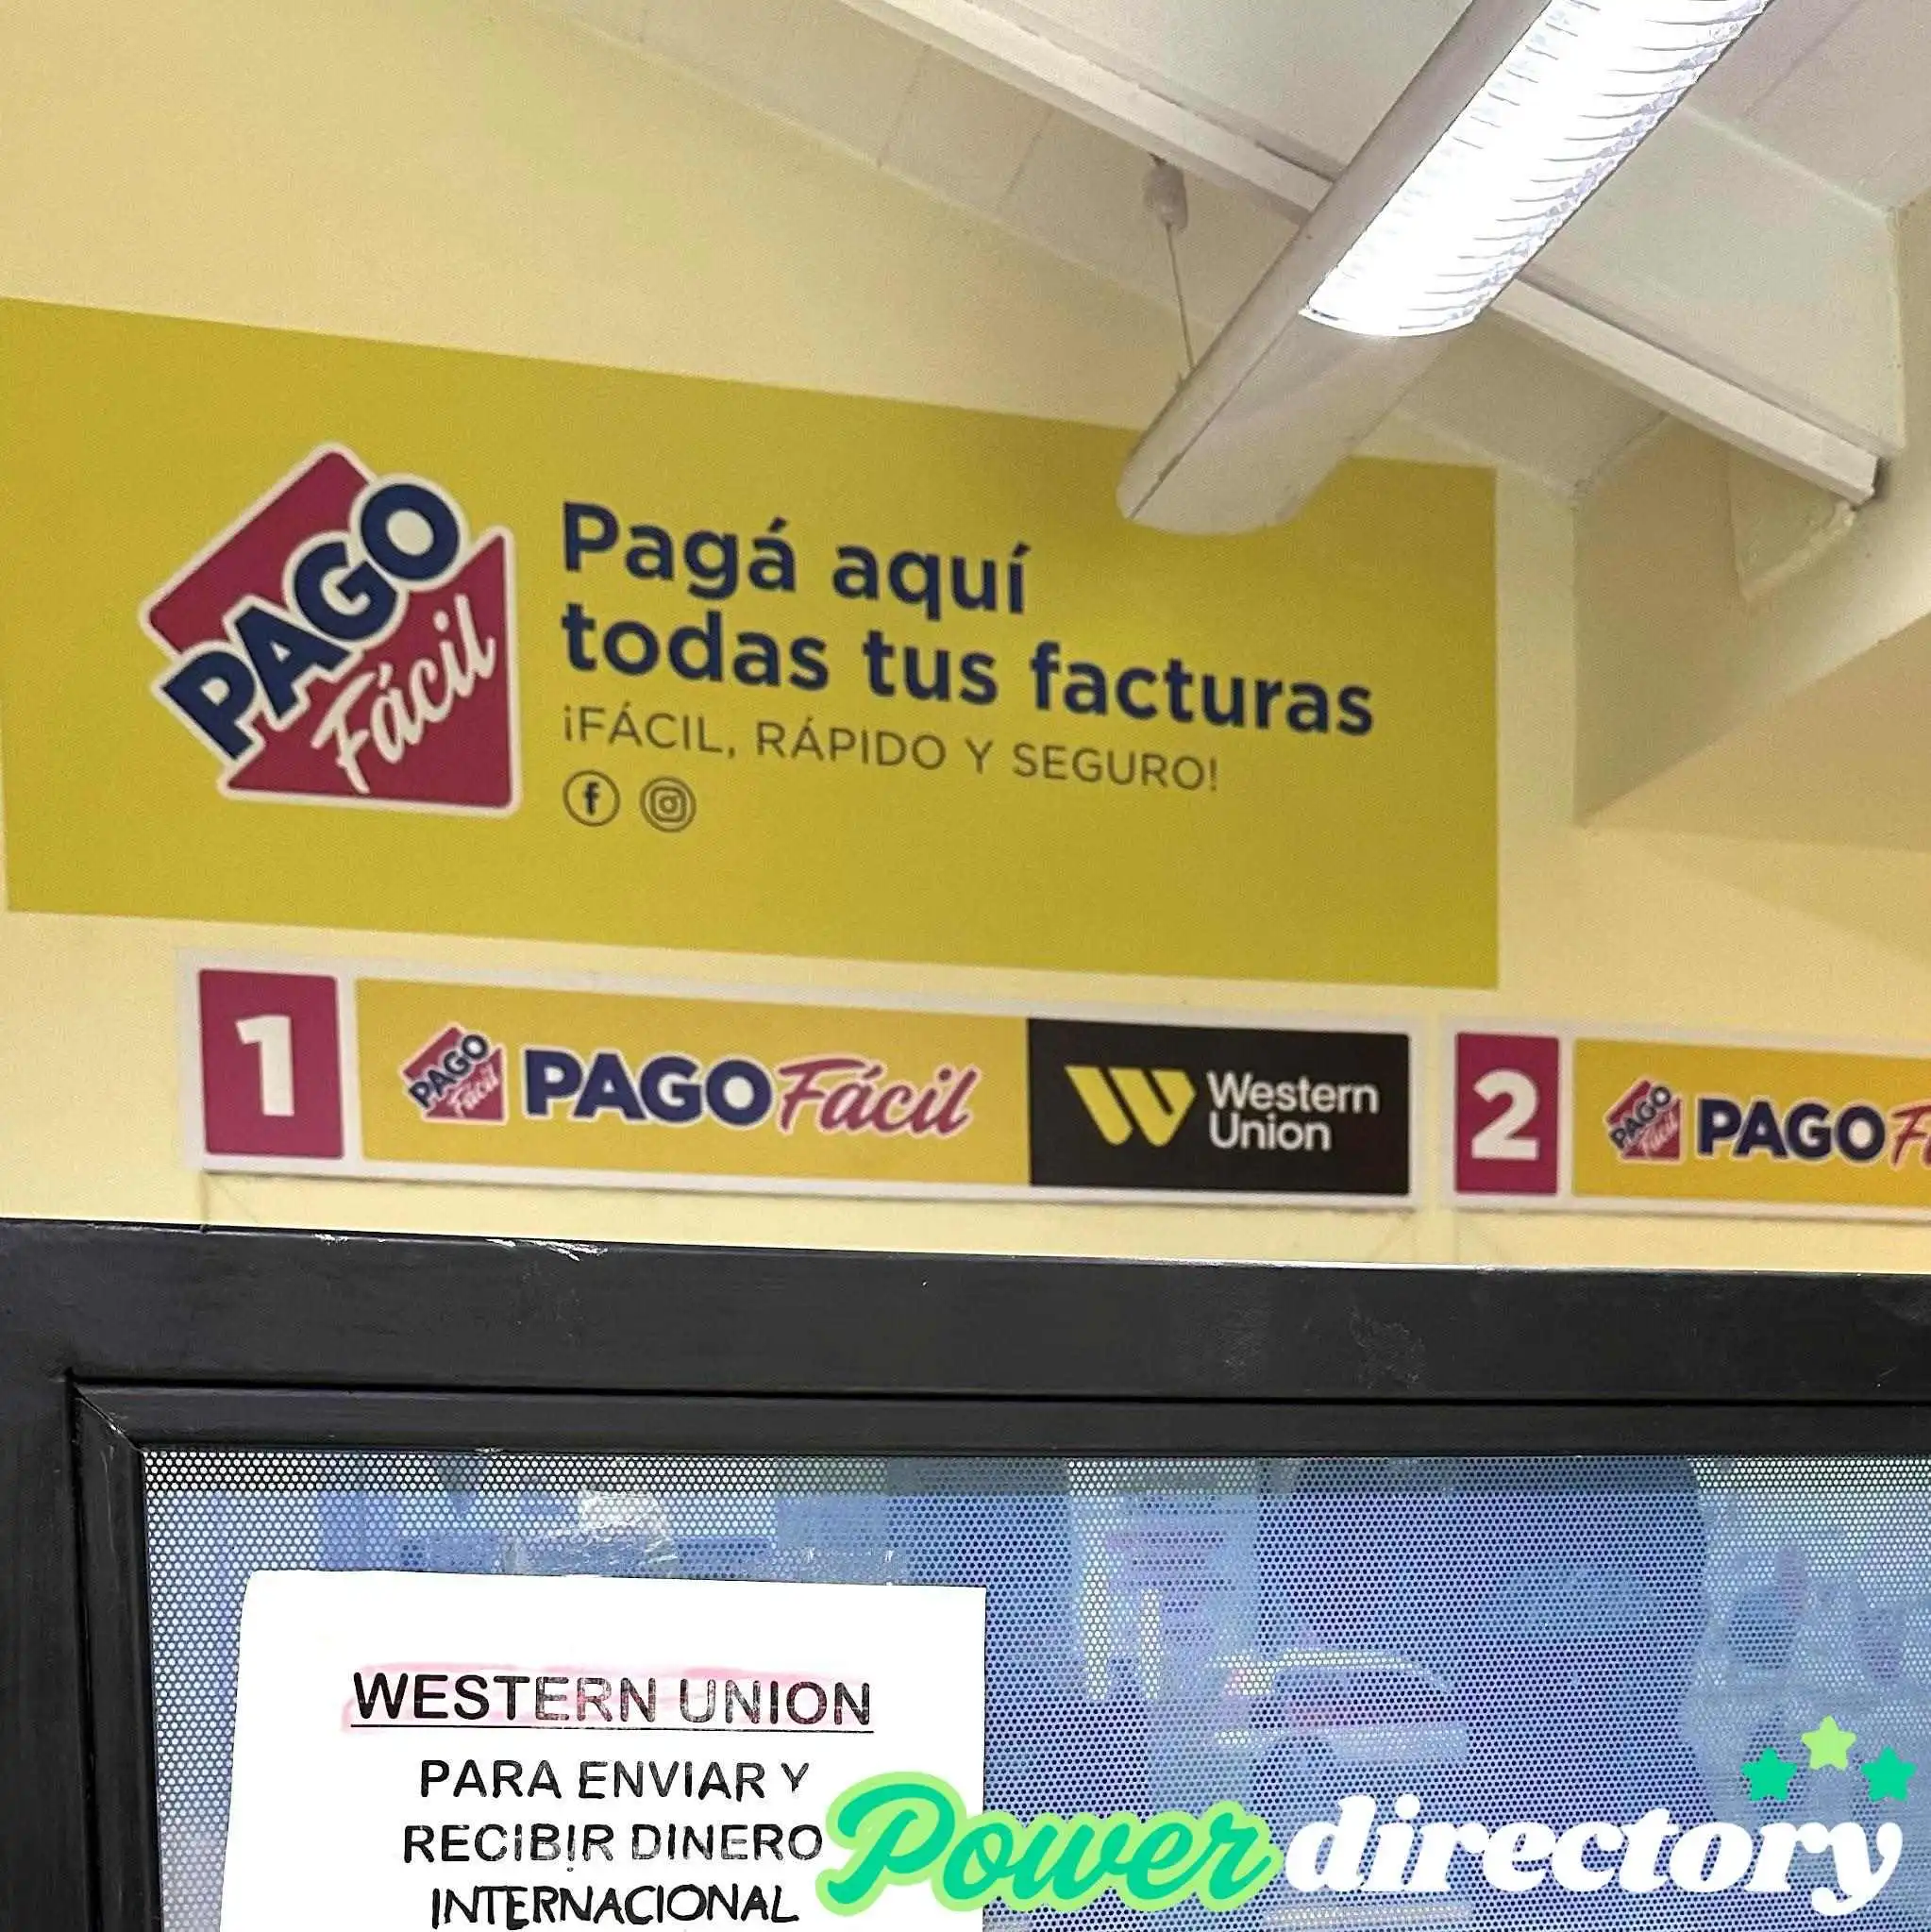 PAGO
Fácil
Pagá aquí
todas tus facturas
¡FÁCIL, RÁPIDO Y SEGURO!
1
PAGO
Fácil
PAGO Fácil
Western
Union
2
PAGO
Fácil
PAGO
WESTERN UNION
PARA ENVIAR Y
RECIBIR DINERO
INTERNACIONAL
Power directory